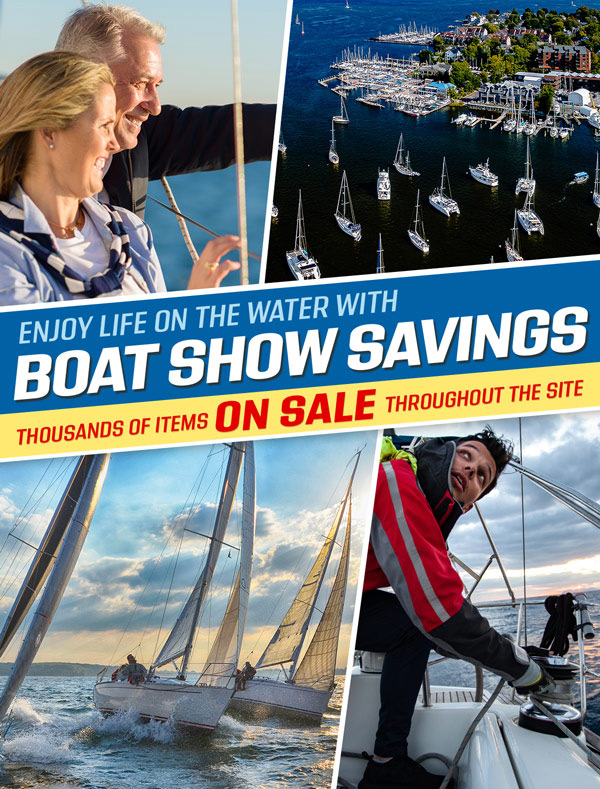 ENJOY LIFE ON THE WATER WITH
BOAT SHOW SAVINGS
THOUSANDS OF ITEMS ON SALE THROUGHOUT THE SITE